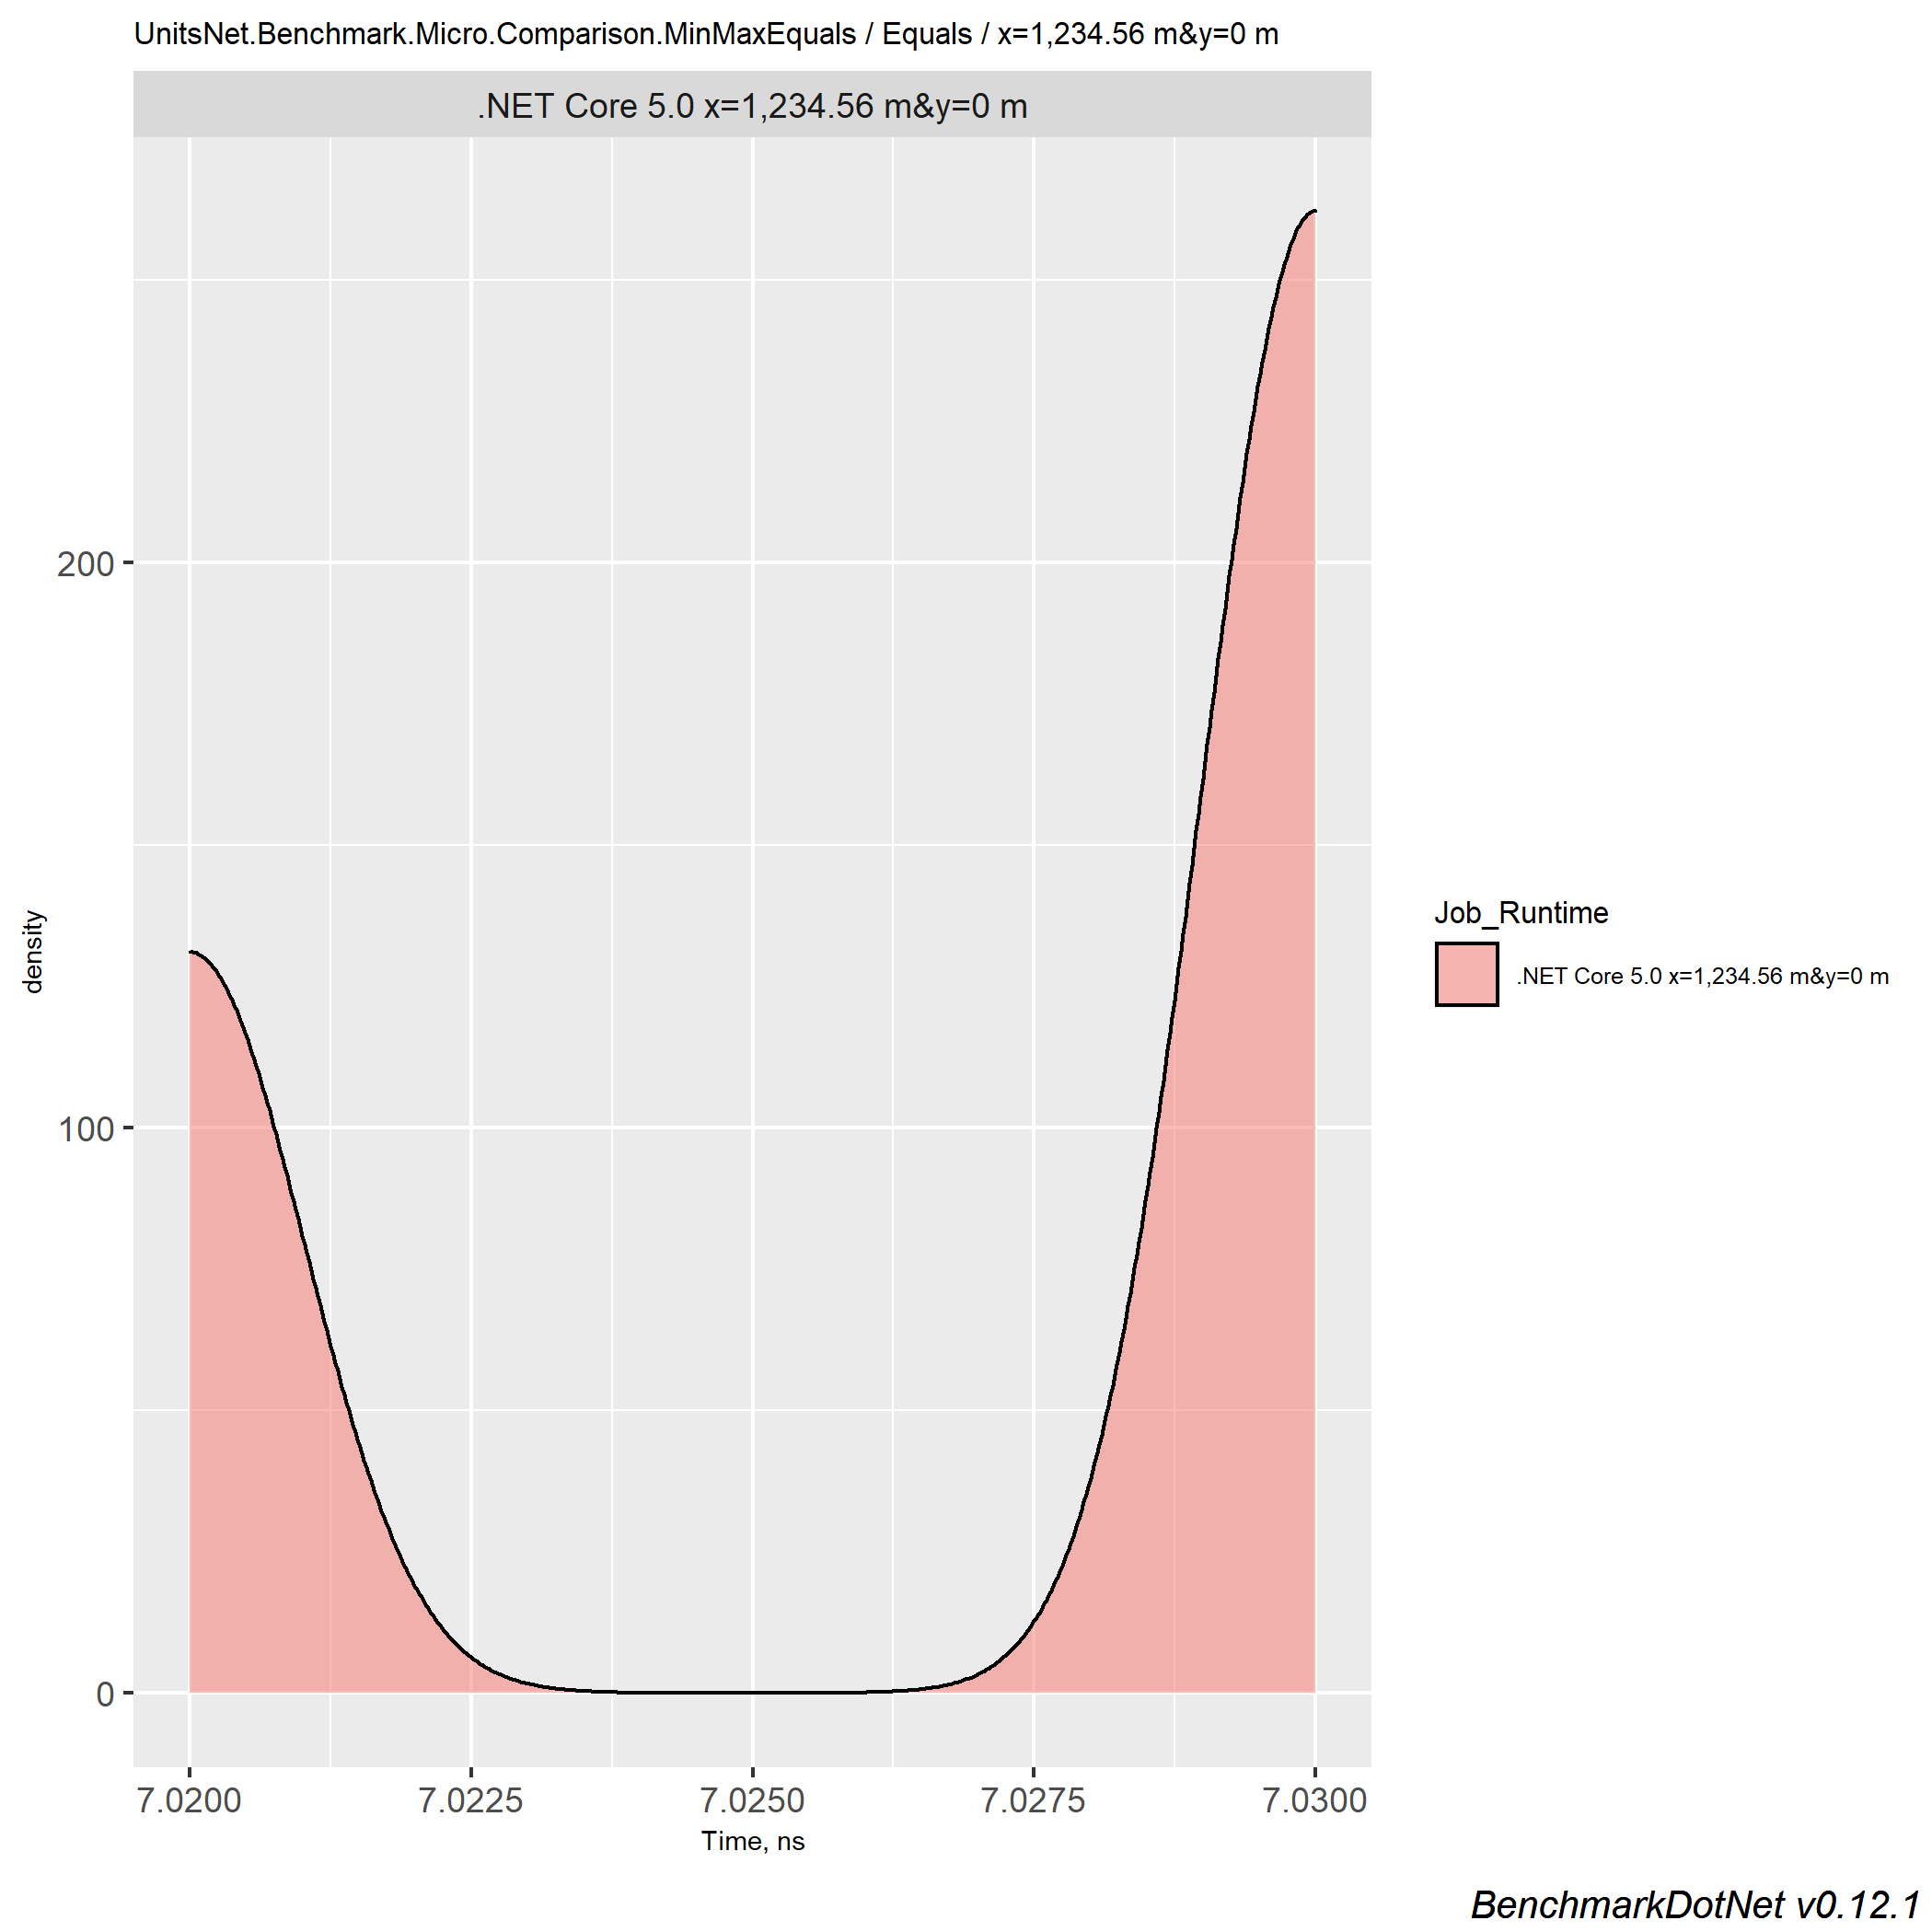 UnitsNet.Benchmark.Micro.Comparison.MinMaxEquals / Equals / x=1,234.56 m&y=0 m
.NET Core 5.0 x=1,234.56 m&y=0 m
200
100
0
density
7.0200 7.0225 7.0250 7.0275 7.0300
Time, ns
Job_Runtime
.NET Core 5.0 x=1,234.56 m&y=0 m
BenchmarkDotNet v0.12.1